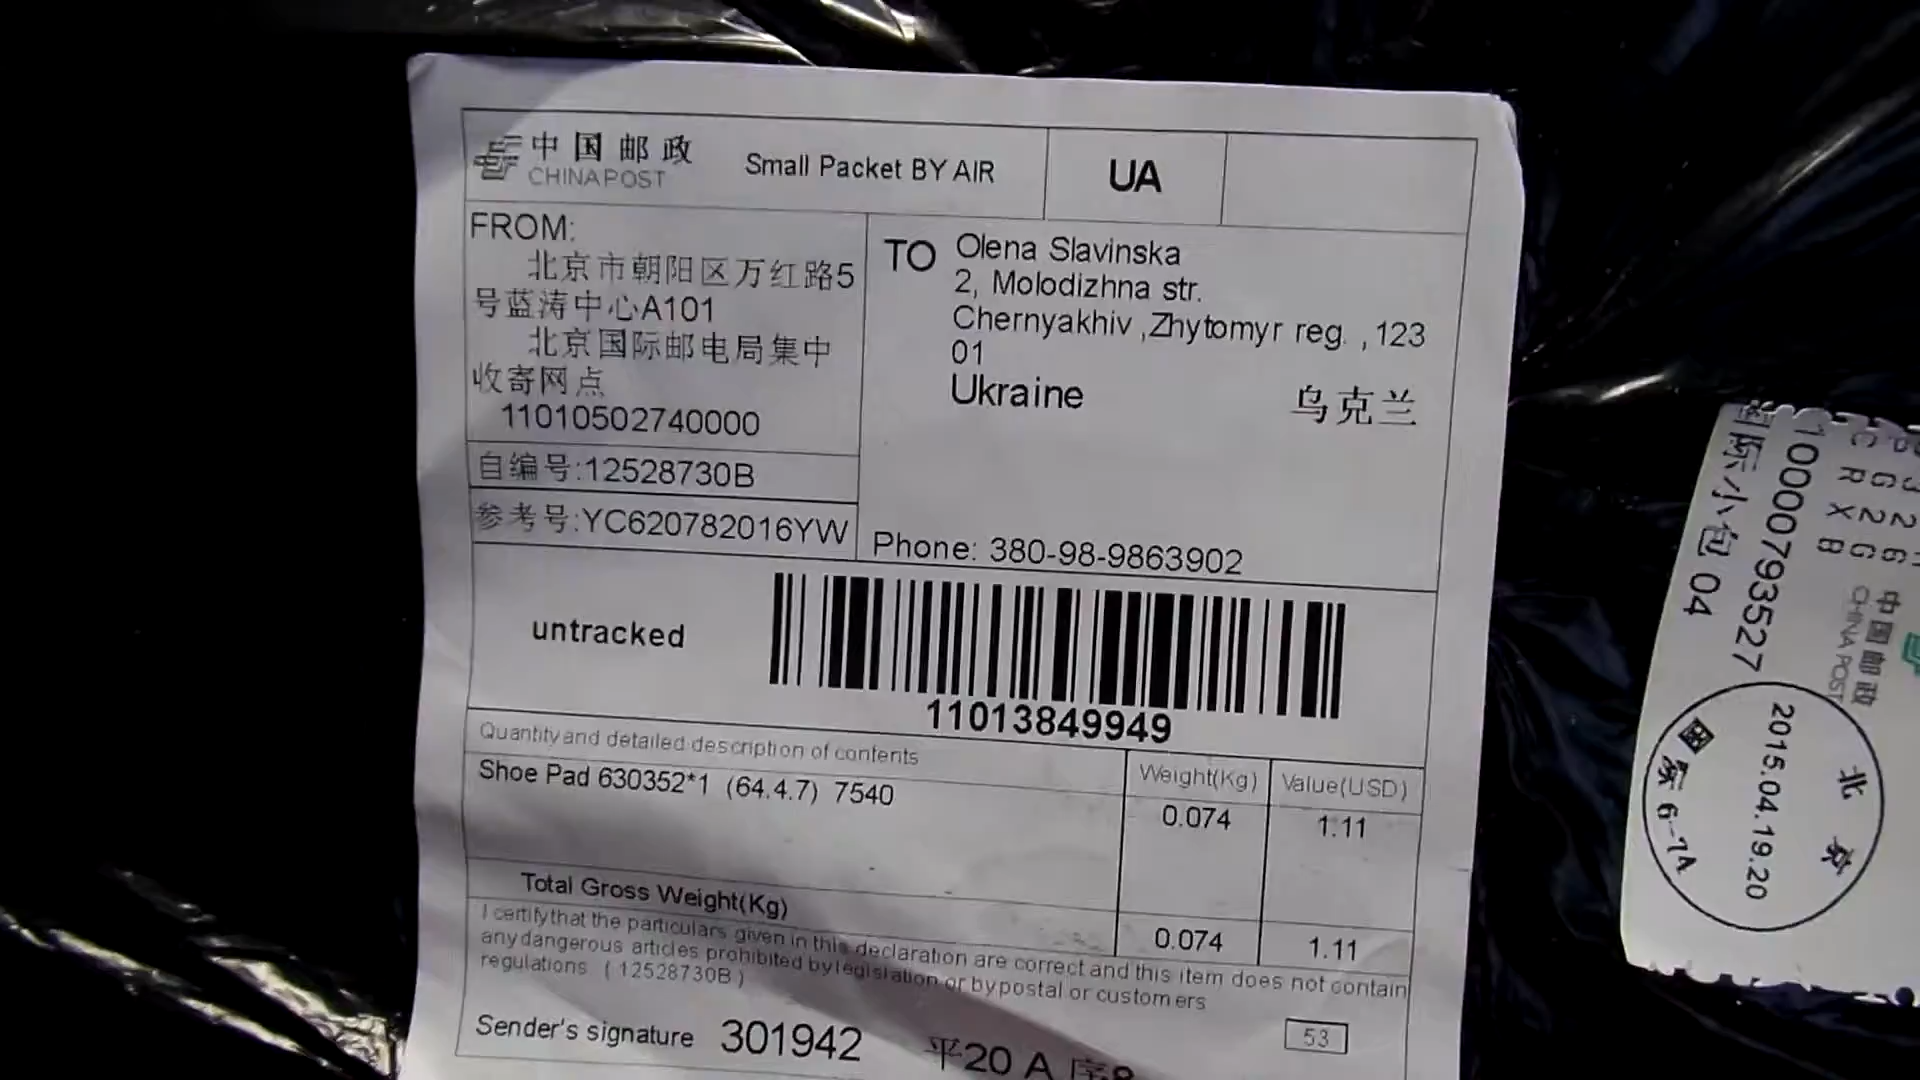 中国邮政
CHINA POST
Small Packet BY AIR
UA
FROM:
北京市朝阳区万红路5
号蓝涛中心A101
北京国际邮电局集中
收寄网点
11010502740000
自编号:12528730B
参考号:YC620782016YW
TO
Olena Slavinska
2, Molodizhna str.
Chernyakhiv ,Zhytomyr reg. ,123
01
Ukraine
乌克兰
Phone: 380-98-9863902
untracked
11013849949
Quantity and detailed description of contents
Weight(Kg)
Value(USD)
Shoe Pad 630352*1 (64.4.7) 7540
0.074
1.11
Total Gross Weight(Kg)
0.074
1.11
I certify that the particulars given in this declaration are correct and this item does not contain
any dangerous articles prohibited by legislation or by postal or customers
regulations ( 12528730B )
Sender's signature 301942
平20 A
53
中国邮政
CHINA POST
1000079352​7
国际小包 04
北京
2015.04.19.20